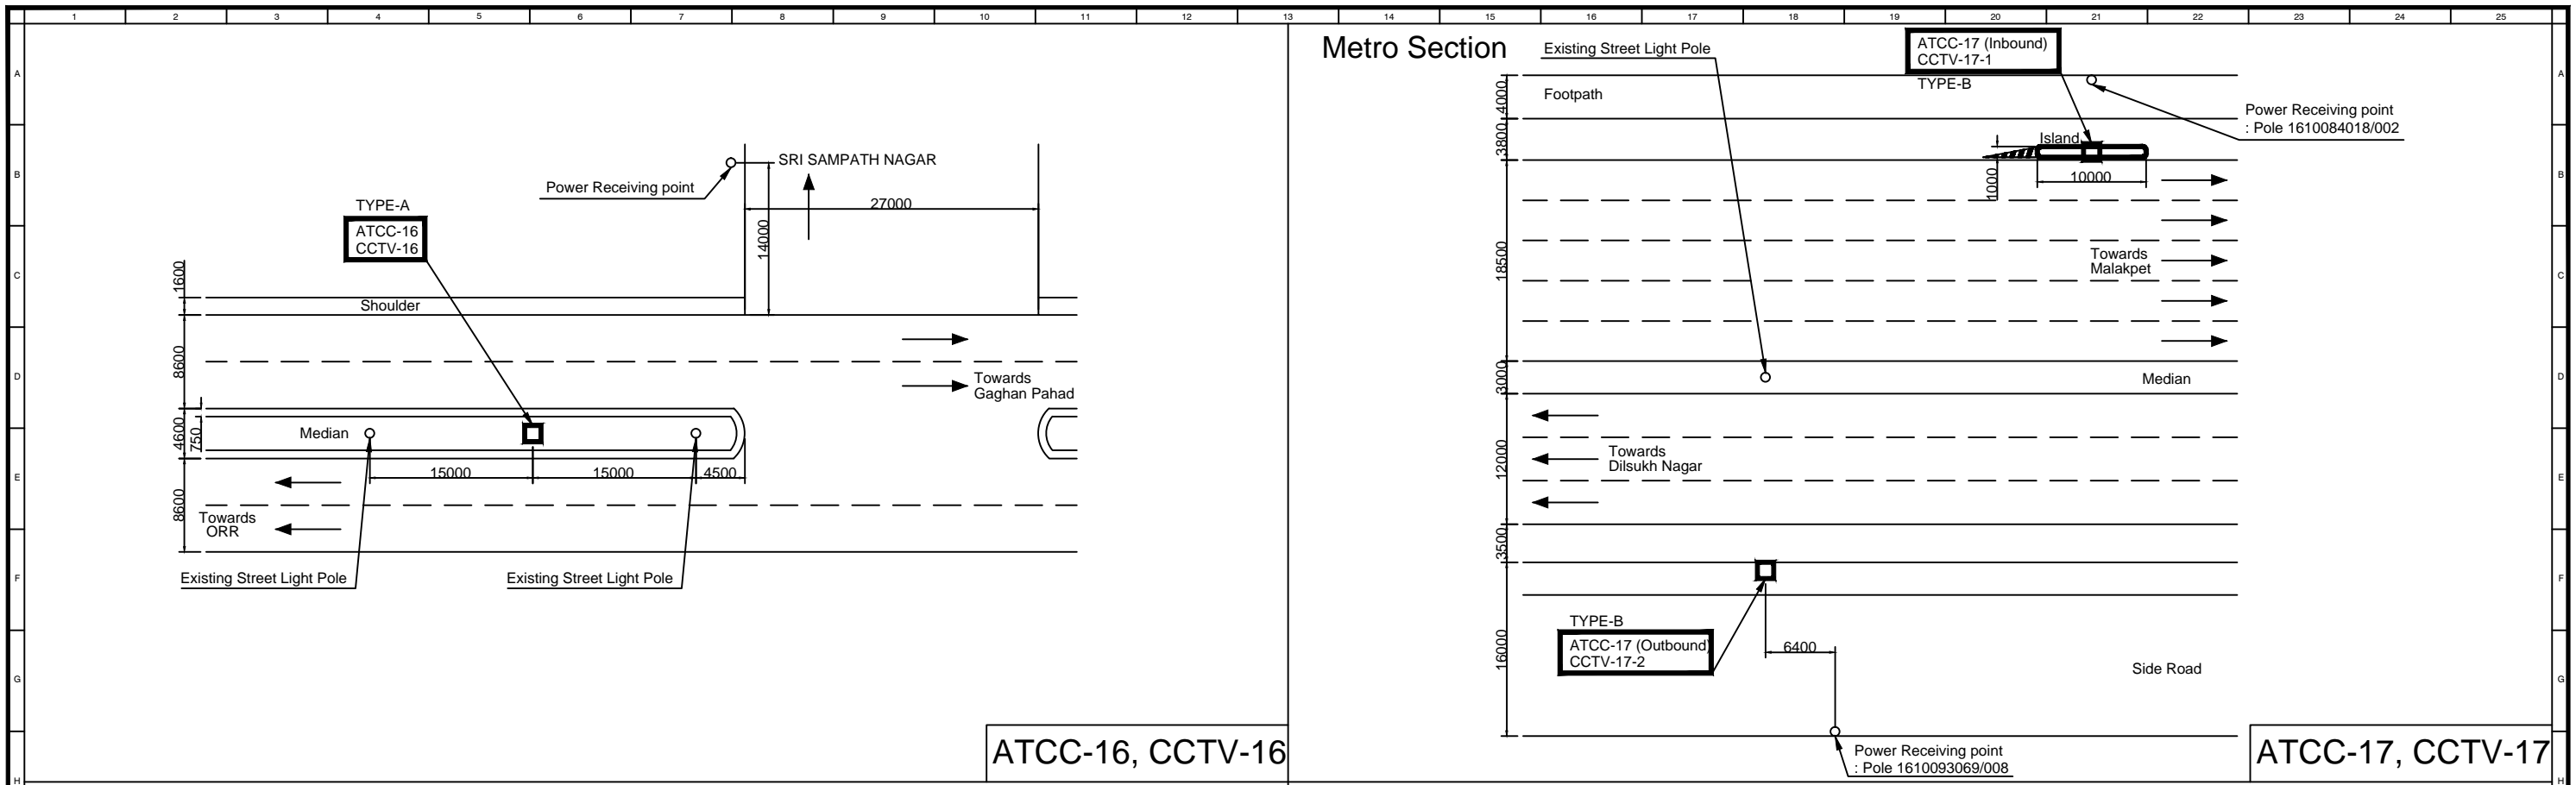 1 2 3 4 5 6 7 8 9 10 11 12 13 14 15 16 17 18 19 20 21 22 23 24 25
A
B
C
D
E
F
G
H
SRI SAMPATH NAGAR
Power Receiving point
27000
14000
TYPE-A
ATCC-16
CCTV-16
1600
Shoulder
8600
Towards
Gaghan Pahad
4600
750
Median
15000
15000
4500
8600
Towards
ORR
Existing Street Light Pole
Existing Street Light Pole
ATCC-16, CCTV-16
Metro Section
Existing Street Light Pole
ATCC-17 (Inbound)
CCTV-17-1
TYPE-B
4000
Footpath
Power Receiving point
: Pole 1610084018/002
3800
Island
1000
10000
18500
Towards
Malakpet
3000
Median
12000
Towards
Dilsukh Nagar
3500
TYPE-B
ATCC-17 (Outbound)
CCTV-17-2
16000
6400
Side Road
Power Receiving point
: Pole 1610093069/008
ATCC-17, CCTV-17
A
B
C
D
E
F
G
H